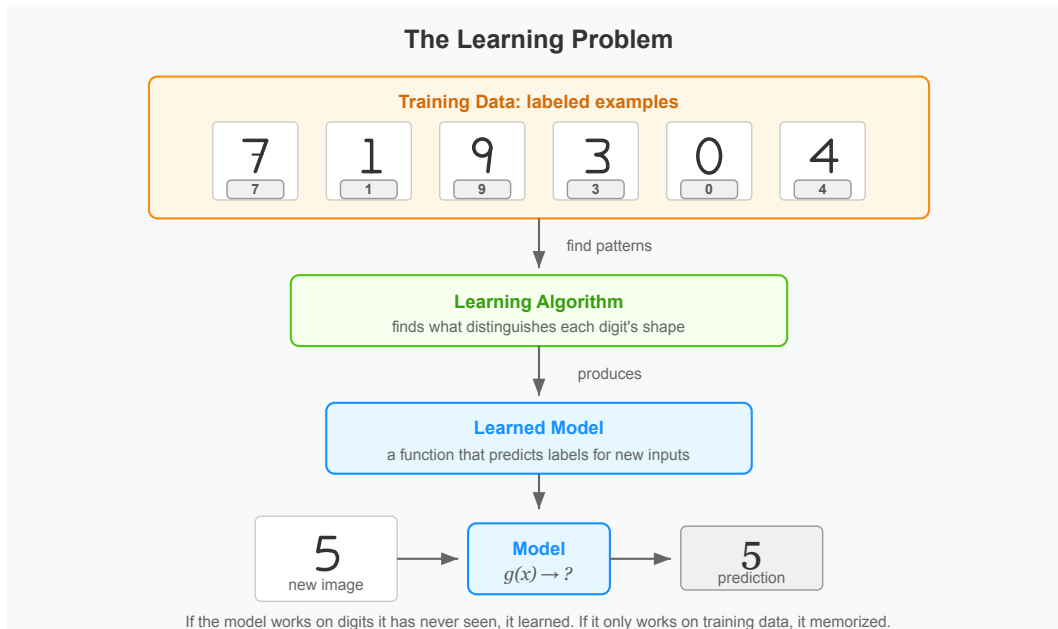 The Learning Problem
Training Data: labeled examples
7 1 9 3 0 4
7 1 9 3 0 4
find patterns
Learning Algorithm
finds what distinguishes each digit's shape
produces
Learned Model
a function that predicts labels for new inputs
5
new image
Model
g(x) → ?
5
prediction
If the model works on digits it has never seen, it learned. If it only works on training data, it memorized.